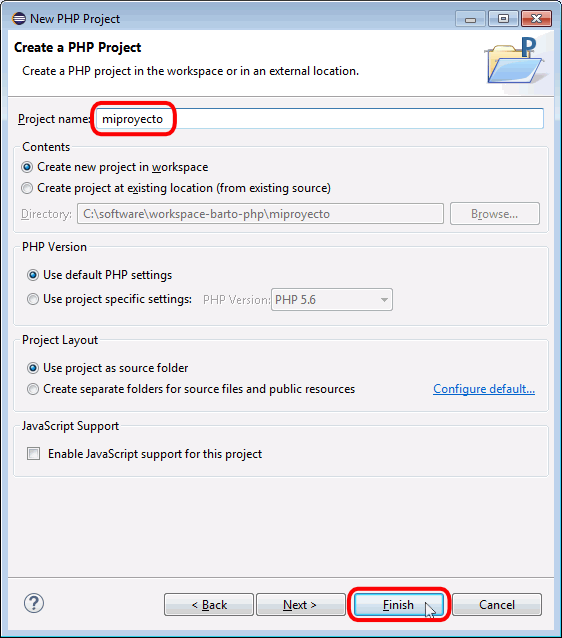 New PHP Project
Create a PHP Project
Create a PHP project in the workspace or in an external location.
P
Project name: miproyecto
Contents
Create new project in workspace
Create project at existing location (from existing source)
Directory: C:\software\workspace-barto-php\miproyecto Browse...
PHP Version
Use default PHP settings
Use project specific settings: PHP Version: PHP 5.6
Project Layout
Use project as source folder
Create separate folders for source files and public resources Configure default...
JavaScript Support
Enable JavaScript support for this project
? < Back Next > Finish Cancel